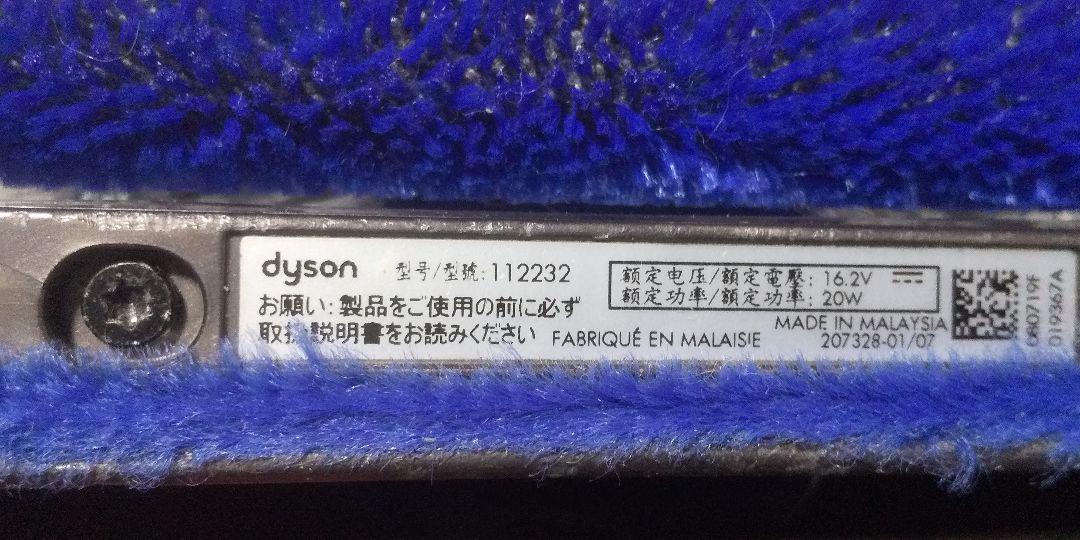 dyson 型号/型號: 112232
お願い: 製品をご使用の前に必ず
取扱説明書をお読みください FABRIQUÉ EN MALAISIE
额定电压/額定電壓: 16.2V
额定功率/額定功率: 20W
MADE IN MALAYSIA
207328-01/07
019367A